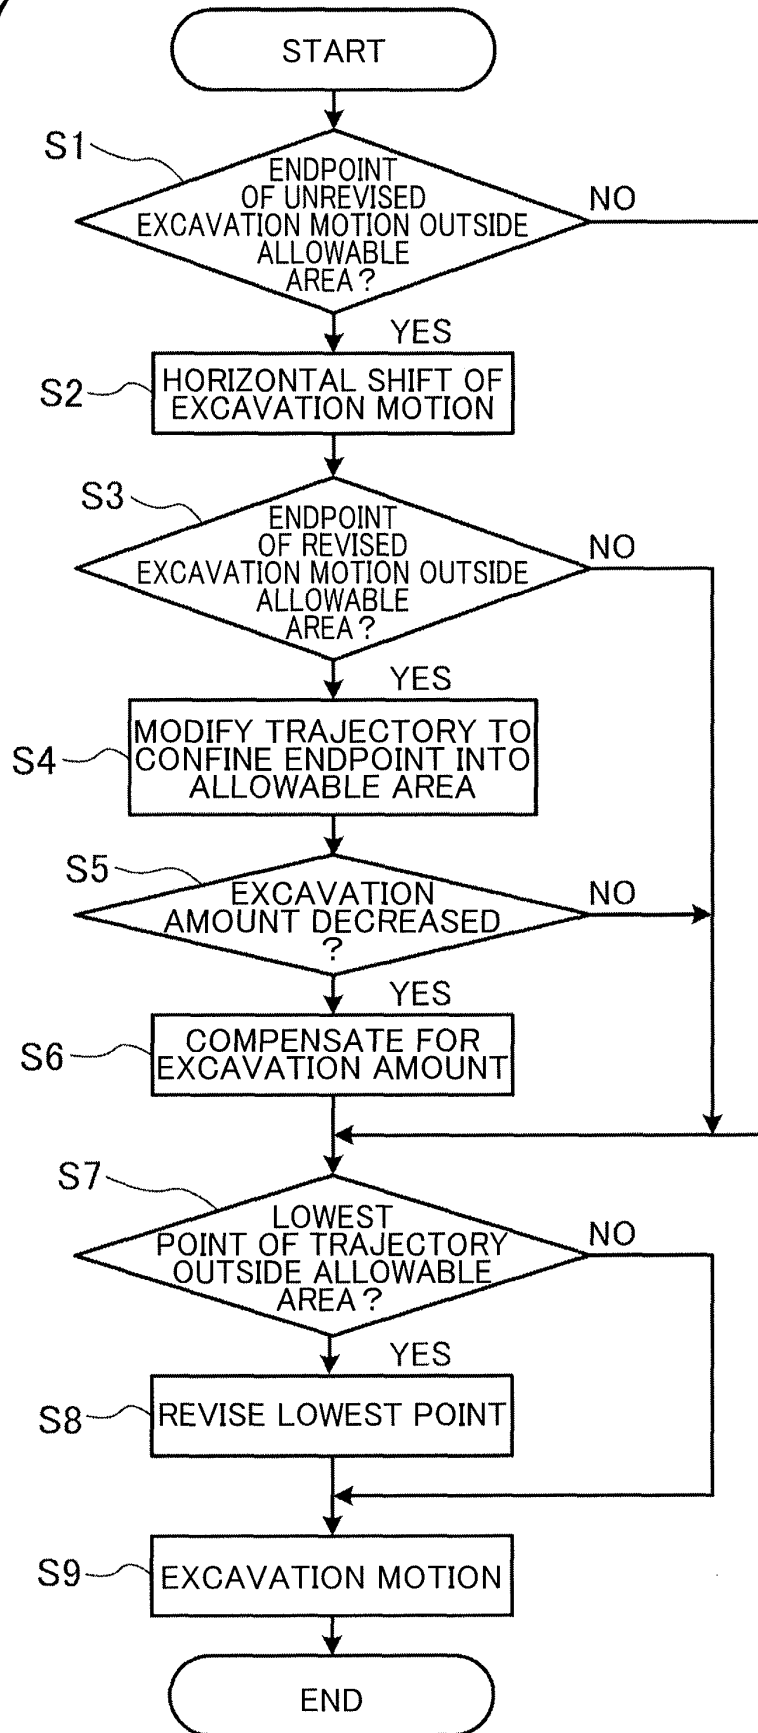 START
S1
ENDPOINT
OF UNREVISED
EXCAVATION MOTION OUTSIDE
ALLOWABLE
AREA?
NO
YES
S2
HORIZONTAL SHIFT OF
EXCAVATION MOTION
S3
ENDPOINT
OF REVISED
EXCAVATION MOTION OUTSIDE
ALLOWABLE
AREA?
NO
YES
S4
MODIFY TRAJECTORY TO
CONFINE ENDPOINT INTO
ALLOWABLE AREA
S5
EXCAVATION
AMOUNT DECREASED
?
NO
YES
S6
COMPENSATE FOR
EXCAVATION AMOUNT
S7
LOWEST
POINT OF TRAJECTORY
OUTSIDE ALLOWABLE
AREA?
NO
YES
S8
REVISE LOWEST POINT
S9
EXCAVATION MOTION
END